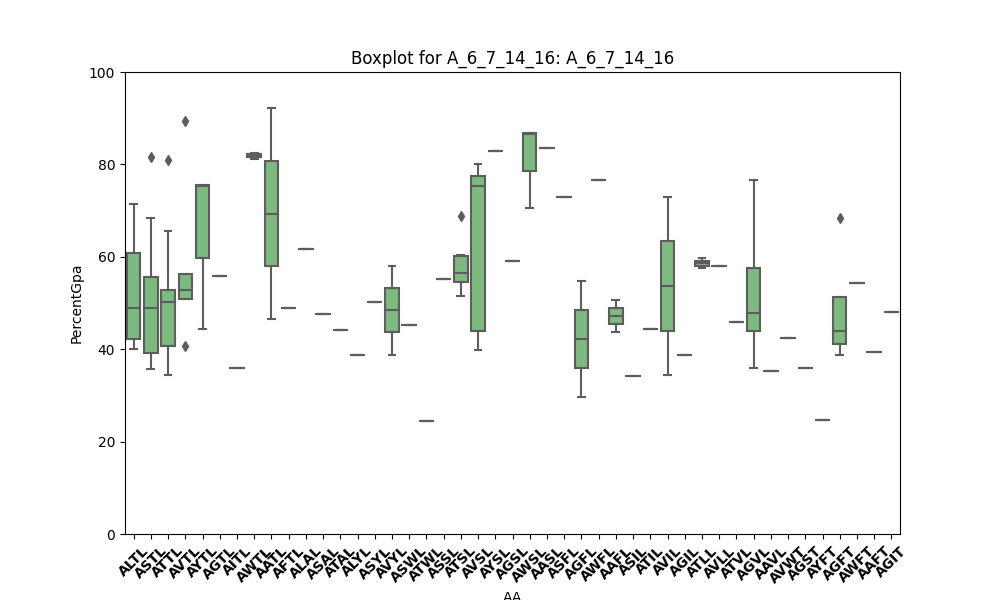 Boxplot for A_6_7_14_16: A_6_7_14_16
100
80
60
40
20
0
PercentGpa
ALTL
ASTL
ATTL
AVTL
AYTL
AGTL
AITL
AWTL
AATL
AFTL
ALAL
ASAL
ATAL
ALYL
ASYL
AVYL
ASWL
ATWL
ASSL
ATSL
AVSL
AYSL
AGSL
AWSL
AASL
ASFL
AGFL
AWFL
AAFL
ASIL
ATIL
AVIL
AGIL
ATLL
AVLL
ATVL
AGVL
AAVL
AVWT
AGST
AYFT
AGFT
AWFT
AAFT
AGIT
AA